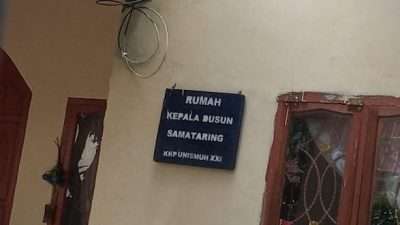 RUMAH
KEPALA DUSUN
SAMATARING
KKP UNISMUH XXI